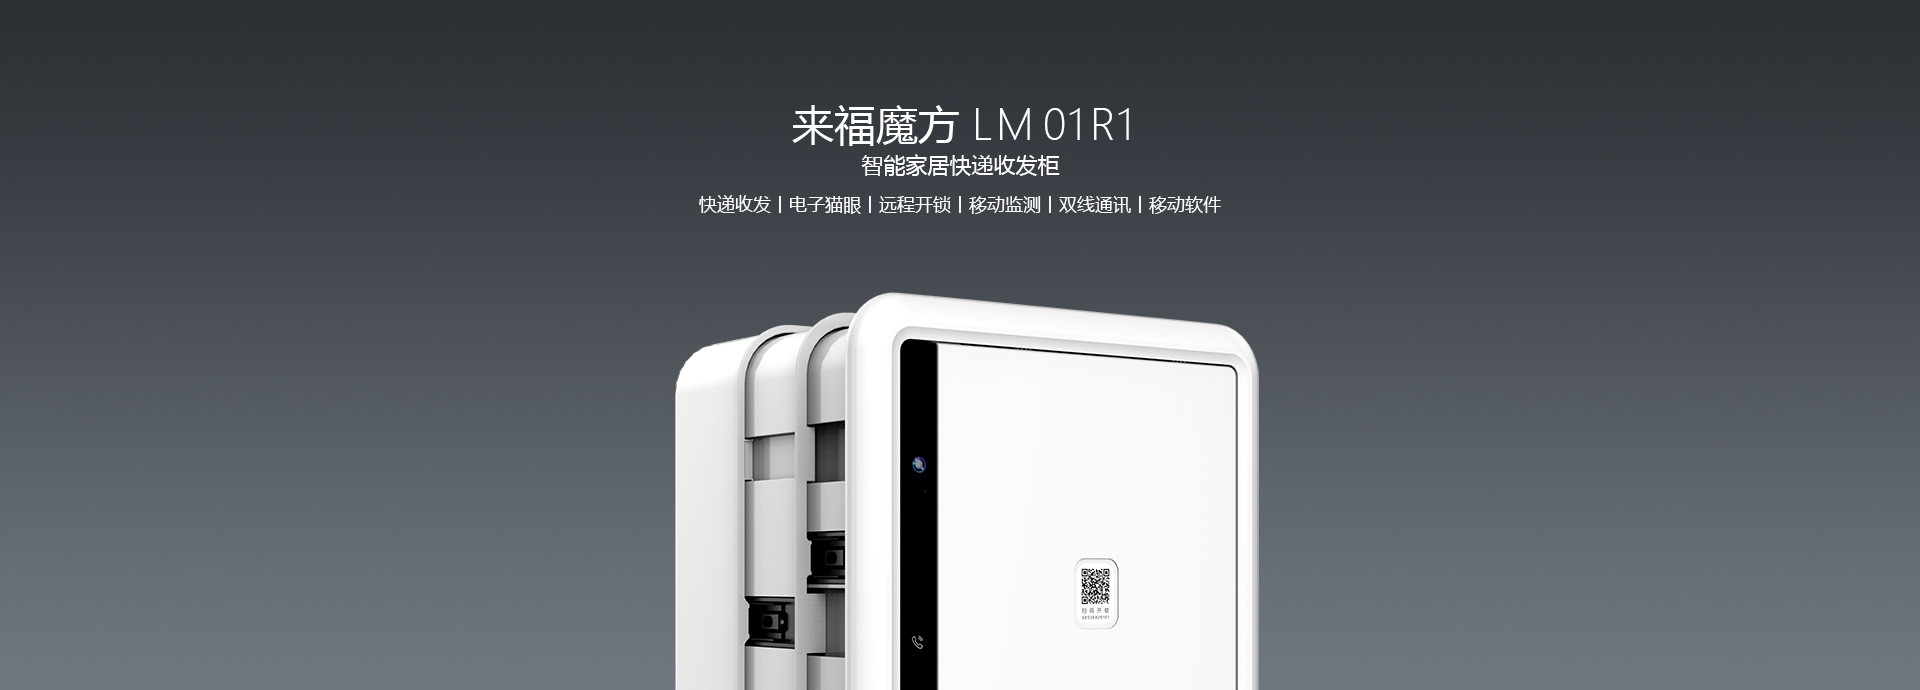 来福魔方 LM 01R1
智能家居快递收发柜
快递收发 | 电子猫眼 | 远程开锁 | 移动监测 | 双线通讯 | 移动软件
扫码开锁